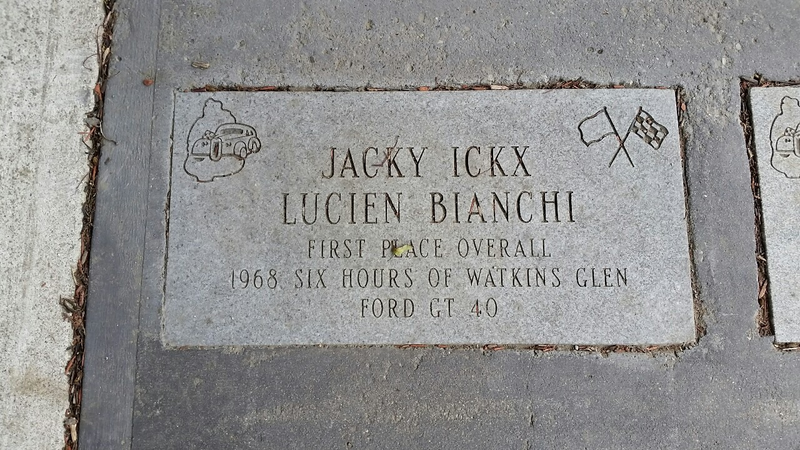 JACKY ICKX
LUCIEN BIANCHI
FIRST PLACE OVERALL
1968 SIX HOURS OF WATKINS GLEN
FORD GT 40